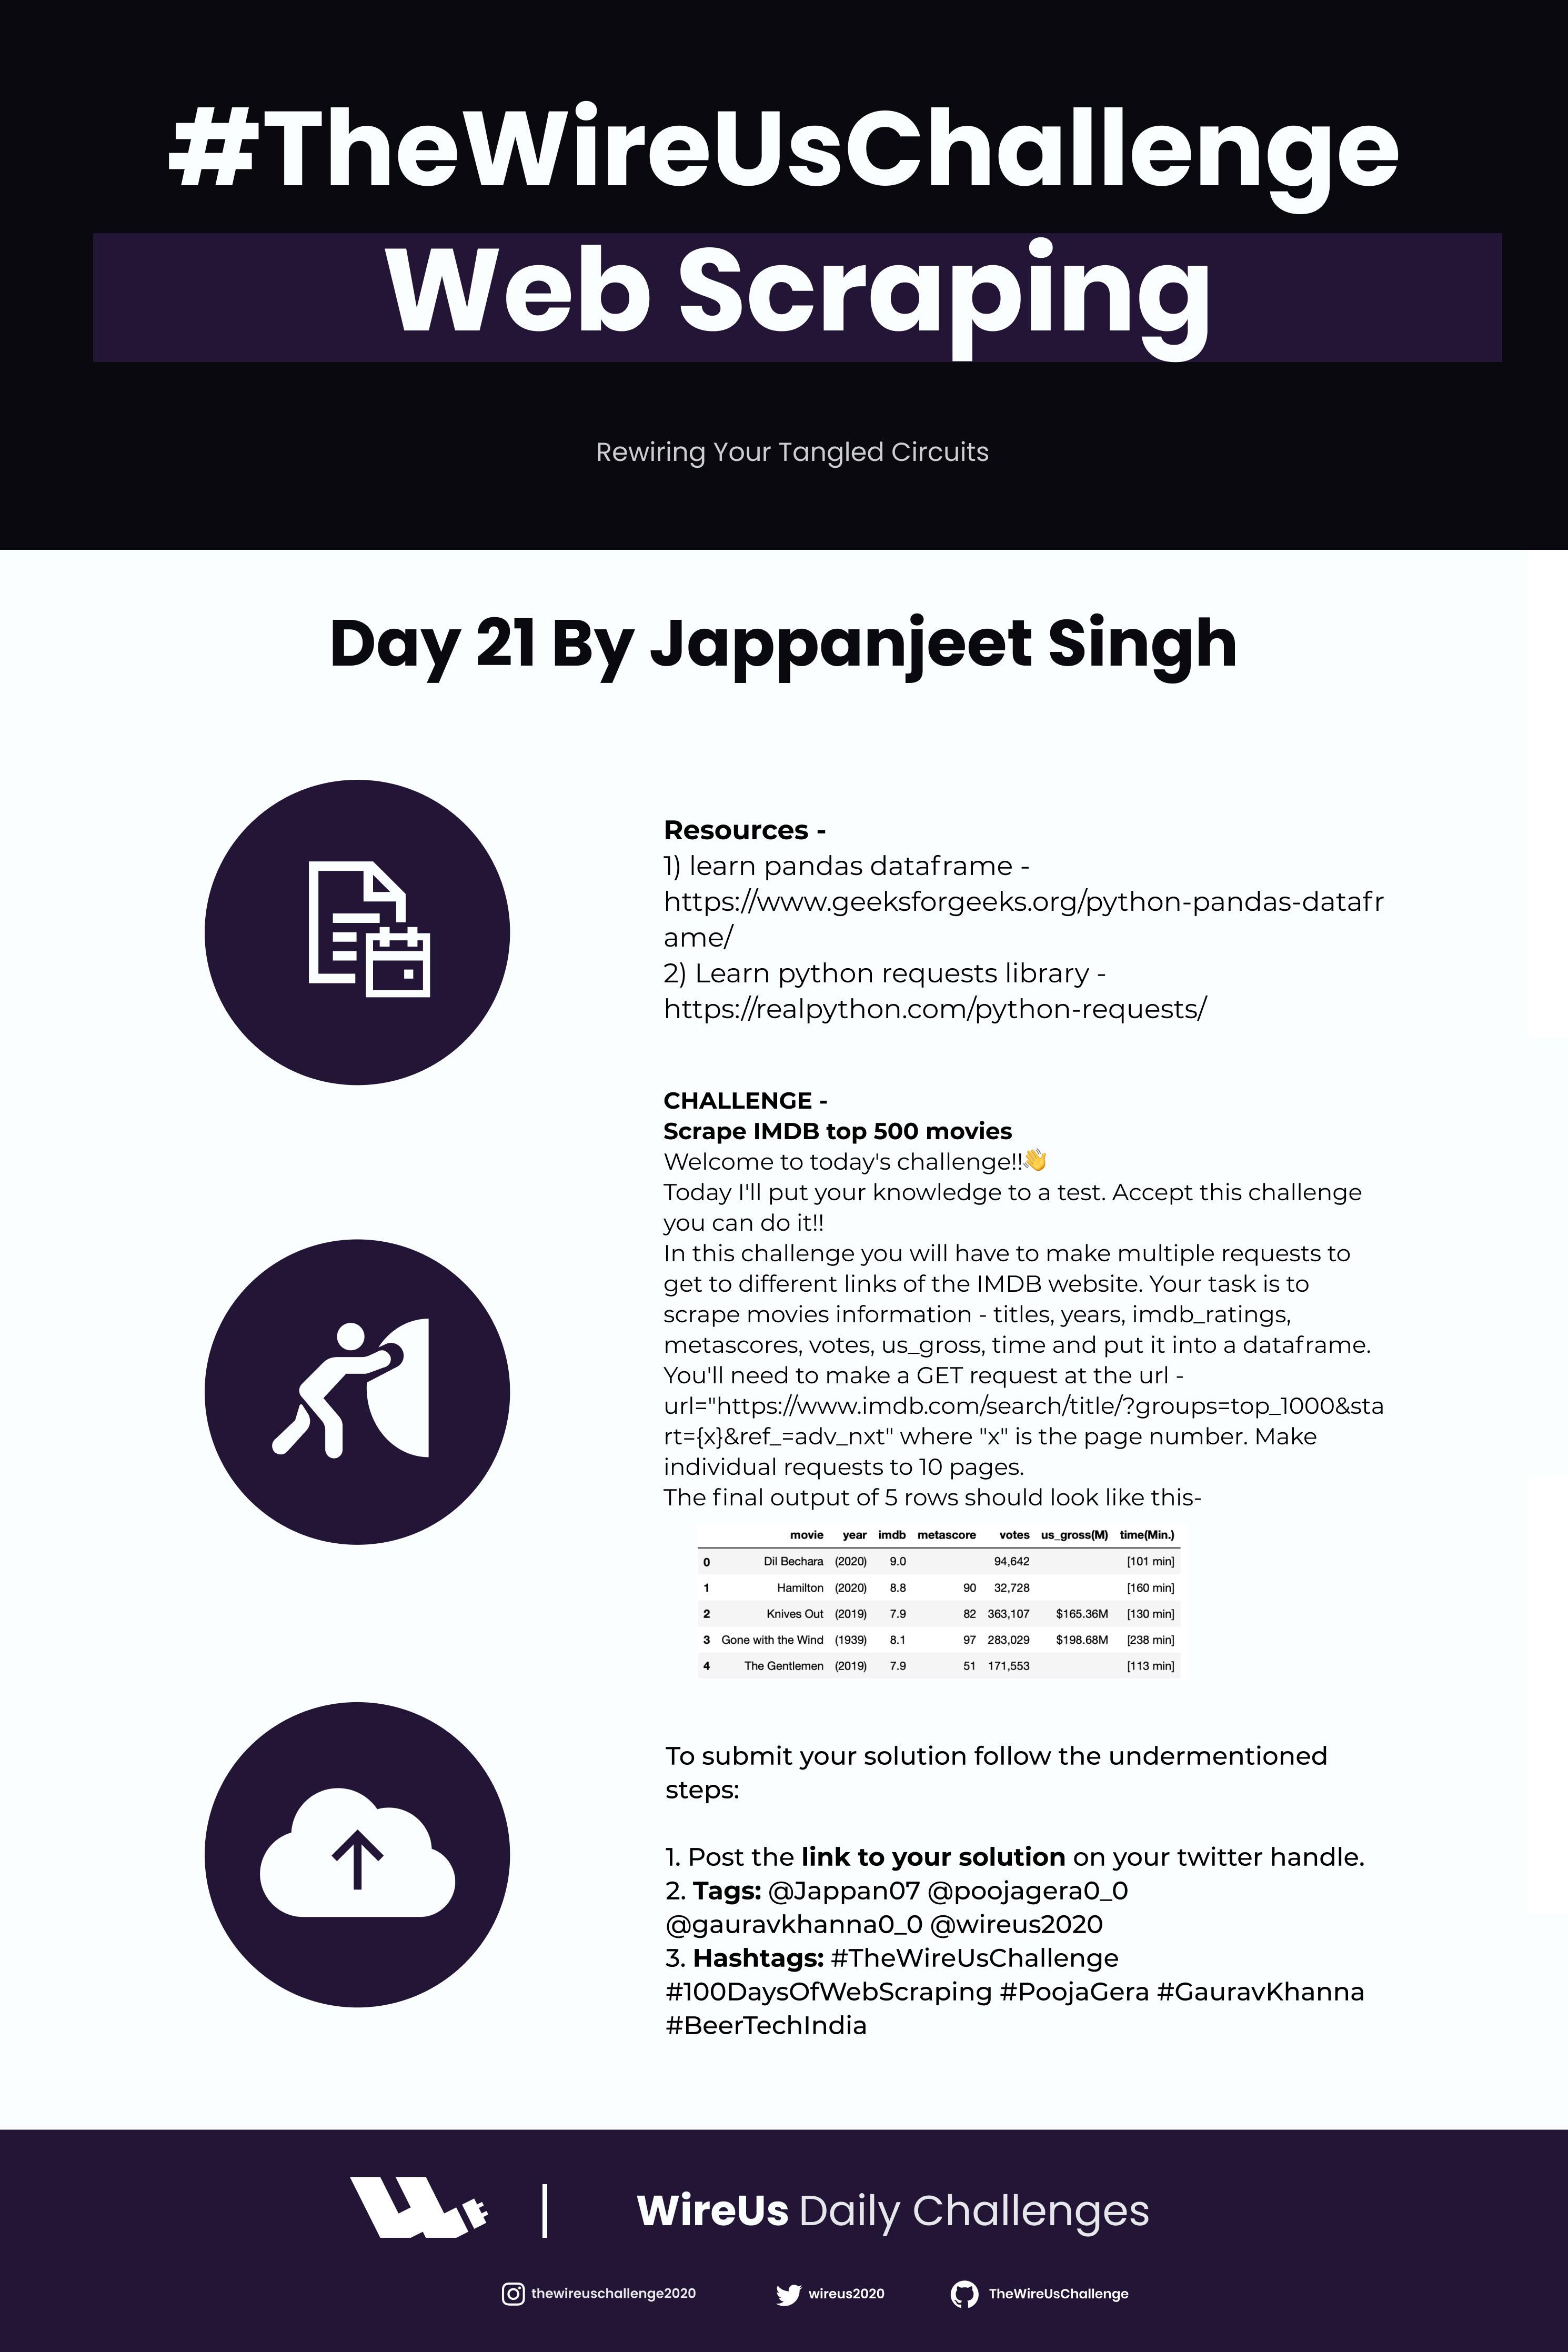 #TheWireUsChallenge
Web Scraping
Rewiring Your Tangled Circuits
Day 21 By Jappanjeet Singh
Resources -
1) learn pandas dataframe -
https://www.geeksforgeeks.org/python-pandas-datafr
ame/
2) Learn python requests library -
https://realpython.com/python-requests/
CHALLENGE -
Scrape IMDB top 500 movies
Welcome to today's challenge!!👋
Today I'll put your knowledge to a test. Accept this challenge
you can do it!!
In this challenge you will have to make multiple requests to
get to different links of the IMDB website. Your task is to
scrape movies information - titles, years, imdb_ratings,
metascores, votes, us_gross, time and put it into a dataframe.
You'll need to make a GET request at the url -
url="https://www.imdb.com/search/title/?groups=top_1000&sta
rt={x}&ref_=adv_nxt" where "x" is the page number. Make
individual requests to 10 pages.
The final output of 5 rows should look like this-
movie year imdb metascore votes us_gross(M) time(Min.)
0 Dil Bechara (2020) 9.0 94,642 [101 min]
1 Hamilton (2020) 8.8 90 32,728 [160 min]
2 Knives Out (2019) 7.9 82 363,107 $165.36M [130 min]
3 Gone with the Wind (1939) 8.1 97 283,029 $198.68M [238 min]
4 The Gentlemen (2019) 7.9 51 171,553 [113 min]
To submit your solution follow the undermentioned
steps:
1. Post the link to your solution on your twitter handle.
2. Tags: @Jappan07 @poojagera0_0
@gauravkhanna0_0 @wireus2020
3. Hashtags: #TheWireUsChallenge
#100DaysOfWebScraping #PoojaGera #GauravKhanna
#BeerTechIndia
WireUs Daily Challenges
thewireuschallenge2020 wireus2020 TheWireUsChallenge